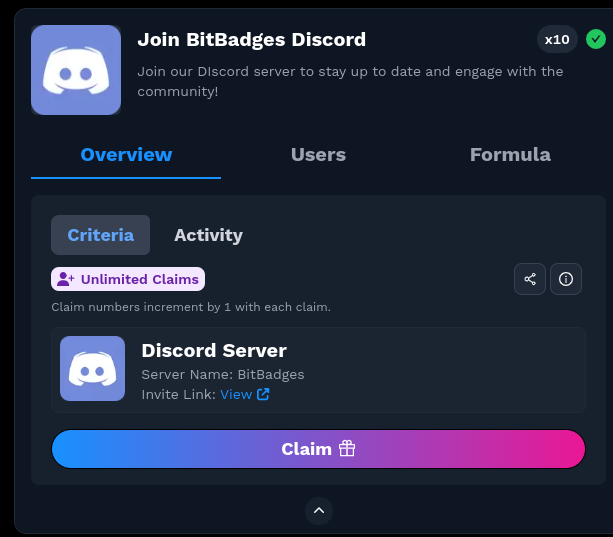 Join BitBadges Discord
x10
Join our DIscord server to stay up to date and engage with the
community!
Overview
Users
Formula
Criteria
Activity
Unlimited Claims
Claim numbers increment by 1 with each claim.
Discord Server
Server Name: BitBadges
Invite Link: View
Claim